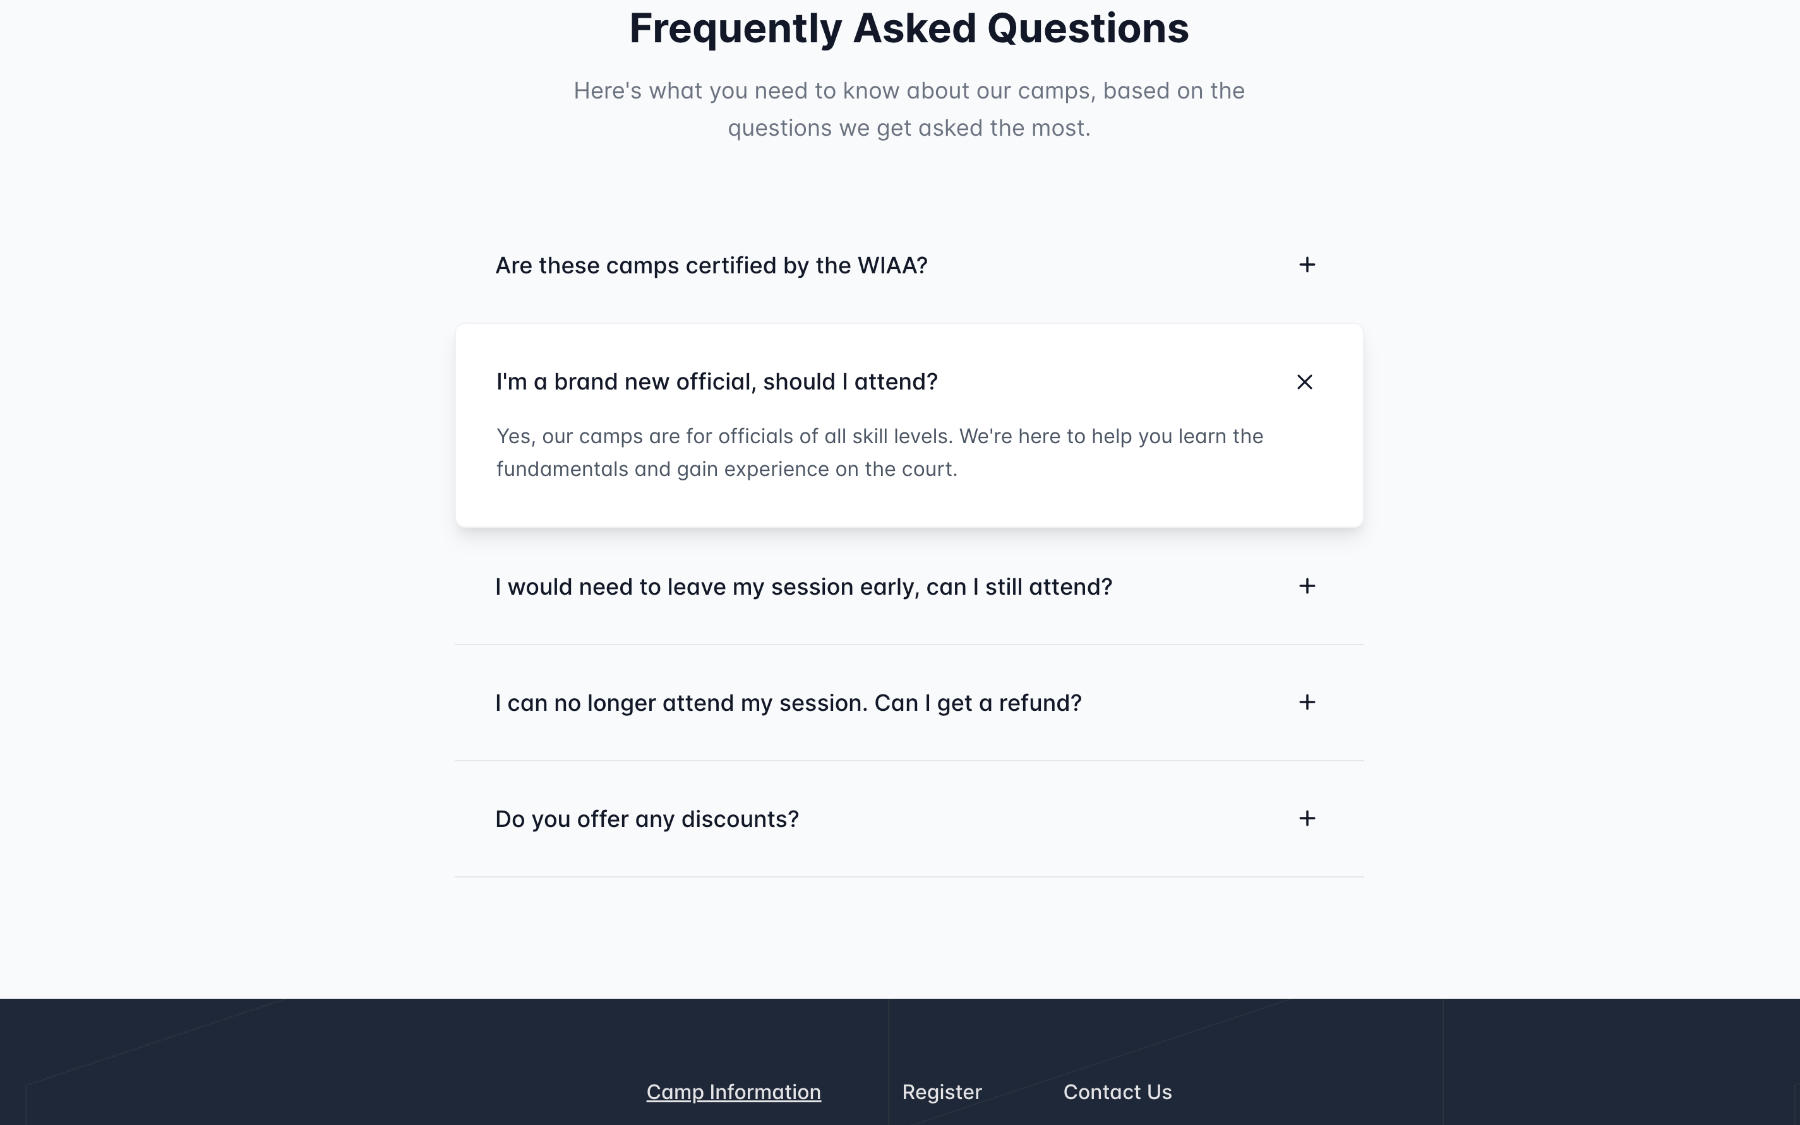 Frequently Asked Questions
Here's what you need to know about our camps, based on the
questions we get asked the most.
Are these camps certified by the WIAA?
I'm a brand new official, should I attend?
Yes, our camps are for officials of all skill levels. We're here to help you learn the
fundamentals and gain experience on the court.
I would need to leave my session early, can I still attend?
I can no longer attend my session. Can I get a refund?
Do you offer any discounts?
Camp Information Register Contact Us